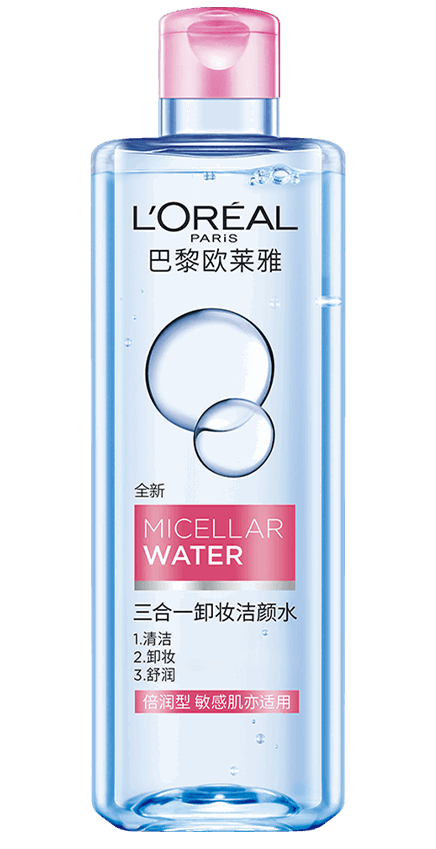 L'ORÉAL
PARiS
巴黎欧莱雅
全新
MICELLAR
WATER
三合一卸妆洁颜水
1.清洁
2.卸妆
3.舒润
倍润型 敏感肌亦适用